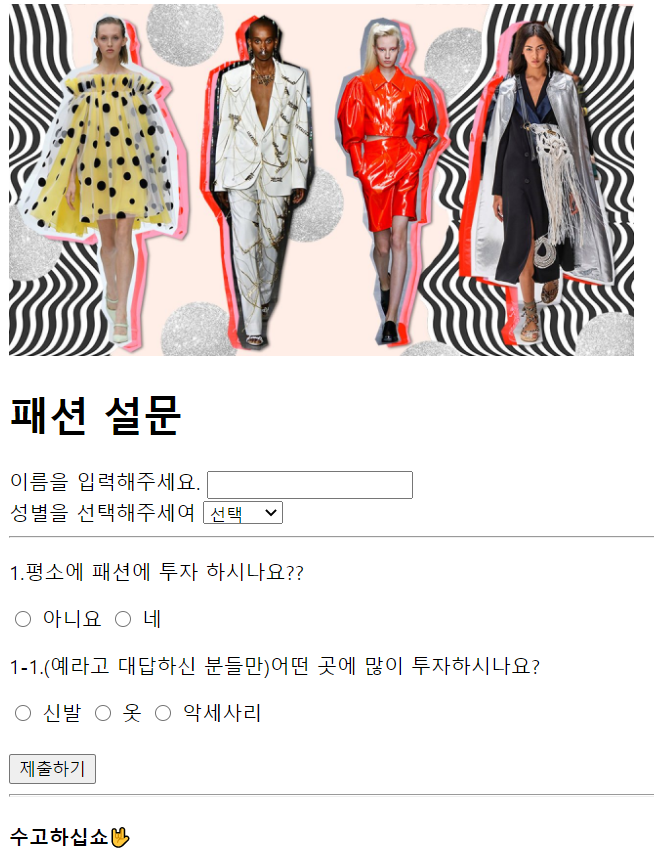 패션 설문
이름을 입력해주세요.
성별을 선택해주세여 선택
1.평소에 패션에 투자 하시나요??
아니요 네
1-1.(예라고 대답하신 분들만)어떤 곳에 많이 투자하시나요?
신발 옷 악세사리
제출하기
수고하십쇼🤟